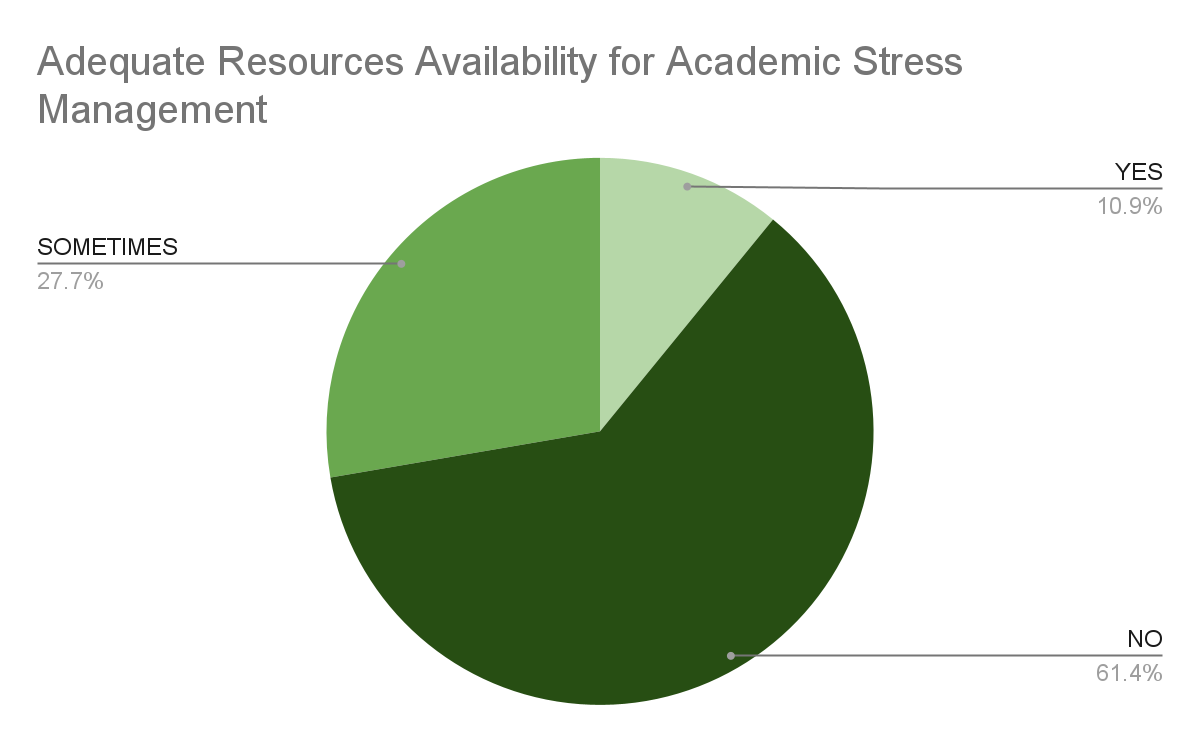 Adequate Resources Availability for Academic Stress
Management
YES
10.9%
SOMETIMES
27.7%
NO
61.4%